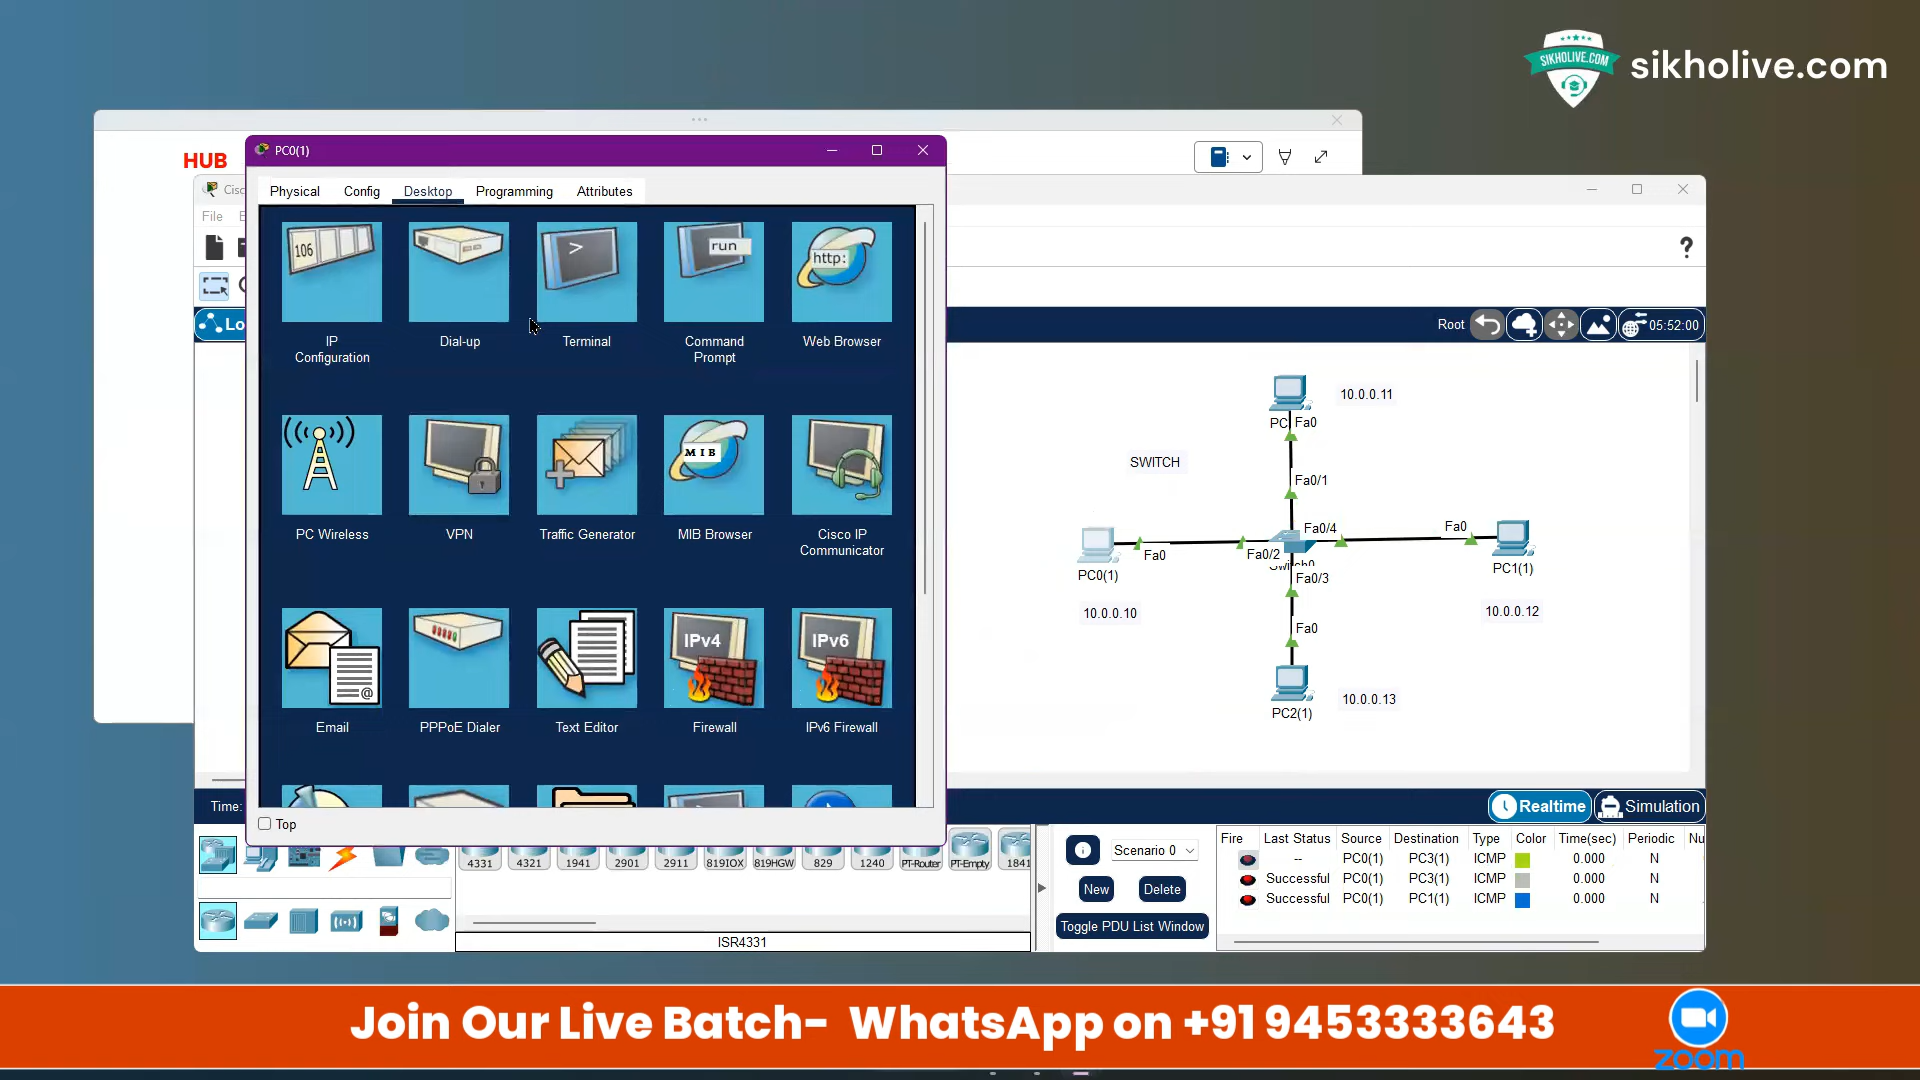 SIKHOLIVE.COM
sikholive.com
HUB
PC0(1)
Physical
Config
Desktop
Programming
Attributes
Cisc
File
106
>
run
http:
IP
Configuration
Dial-up
Terminal
Command
Prompt
Web Browser
Lo
Root
05:52:00
MIB
PC Wireless
VPN
Traffic Generator
MIB Browser
Cisco IP
Communicator
@
IPv4
IPv6
Email
PPPoE Dialer
Text Editor
Firewall
IPv6 Firewall
Top
10.0.0.11
PC
Fa0
SWITCH
Fa0/1
Fa0/4
Fa0
Fa0
Fa0/2
Switch0
PC0(1)
PC1(1)
Fa0/3
10.0.0.10
10.0.0.12
Fa0
10.0.0.13
PC2(1)
Time:
Realtime
Simulation
4331
4321
1941
2901
2911
819IOX
819HGW
829
1240
PT-Router
PT-Empty
1841
ISR4331
Scenario 0
New
Delete
Toggle PDU List Window
Fire Last Status Source Destination Type Color Time(sec) Periodic Nu
-- PC0(1) PC3(1) ICMP 0.000 N
Successful PC0(1) PC3(1) ICMP 0.000 N
Successful PC0(1) PC1(1) ICMP 0.000 N
Join Our Live Batch- WhatsApp on +91 9453333643
zoom